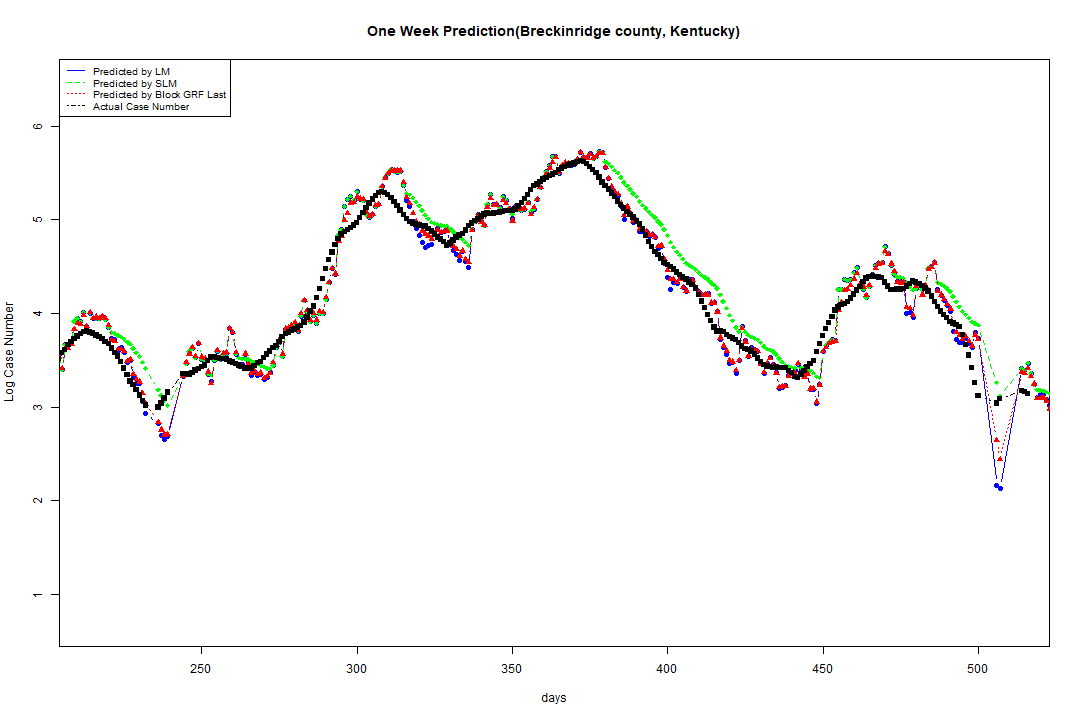 One Week Prediction(Breckinridge county, Kentucky)
Predicted by LM
Predicted by SLM
Predicted by Block GRF Last
Actual Case Number
6
5
4
3
2
1
Log Case Number
250 300 350 400 450 500
days